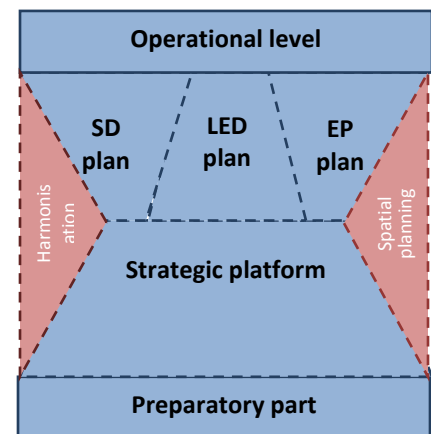 Operational level
SD
plan
LED
plan
EP
plan
Harmonis
ation
Spatial
planning
Strategic platform
Preparatory part